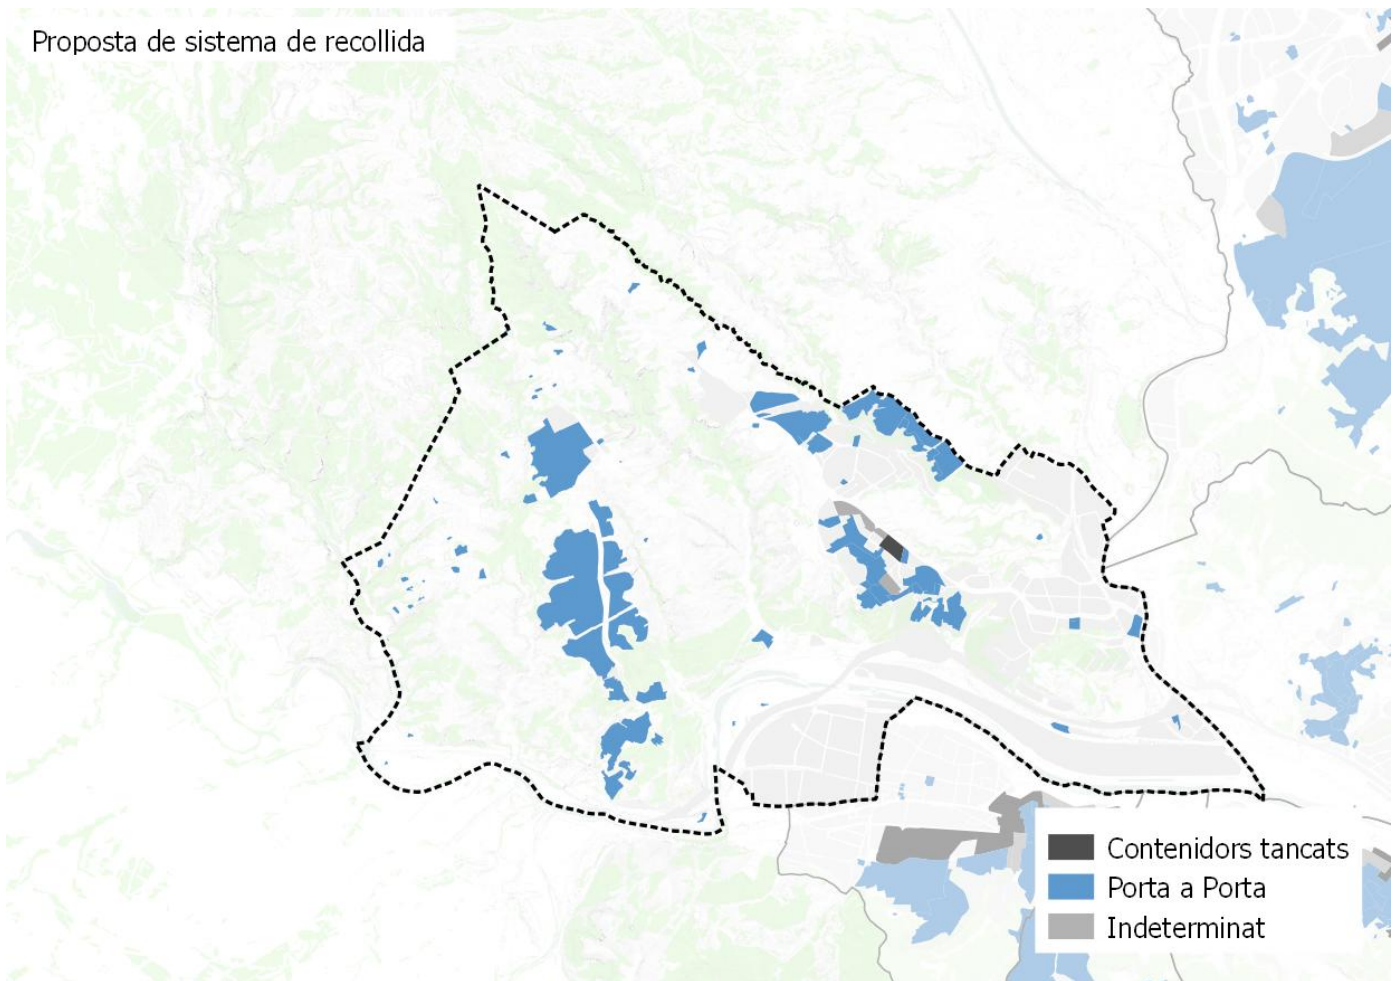 Proposta de sistema de recollida
Contenidors tancats
Porta a Porta
Indeterminat